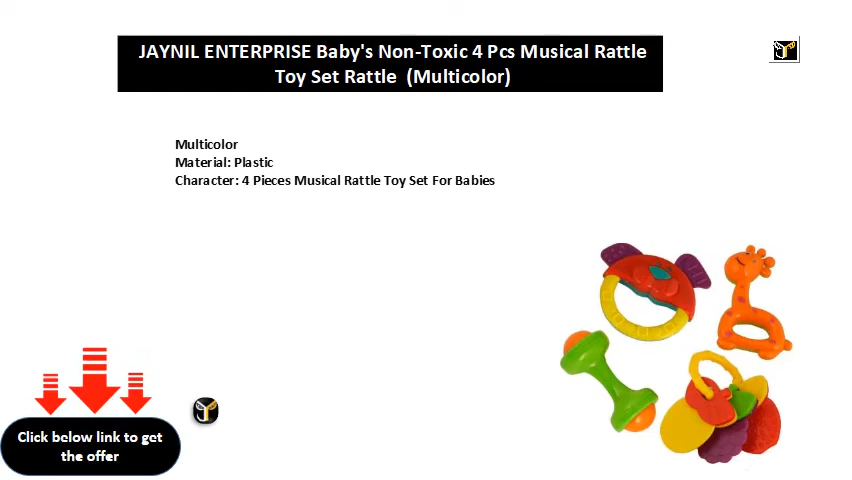 JAYNIL ENTERPRISE Baby's Non-Toxic 4 Pcs Musical Rattle
Toy Set Rattle (Multicolor)
Multicolor
Material: Plastic
Character: 4 Pieces Musical Rattle Toy Set For Babies
Click below link to get
the offer